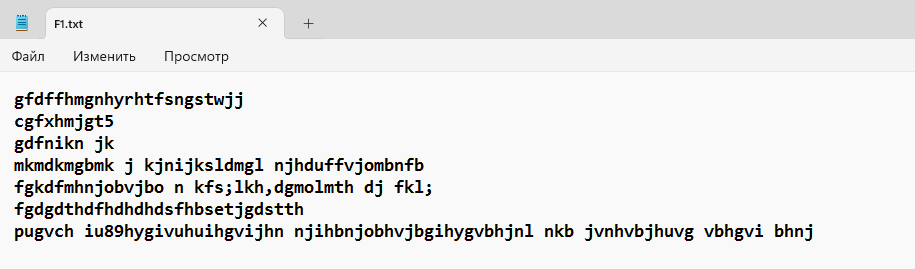 F1.txt
Файл Изменить Просмотр
gfdffhmgnhyrhtfsngstwjj
cgfxhmjgt5
gdfnikn jk
mkmdkmgbmk j kjnijksldmgl njhduffvjombnfb
fgkdfmhnjobvjbo n kfs;lkh,dgmolmth dj fkl;
fgdgdthdfhdhdhdsfhbsetjgdstth
pugvch iu89hygivuhuihgvijhn njihbnjobhvjbgihygvbhjnl nkb jvnhvbjhuvg vbhgvi bhnj